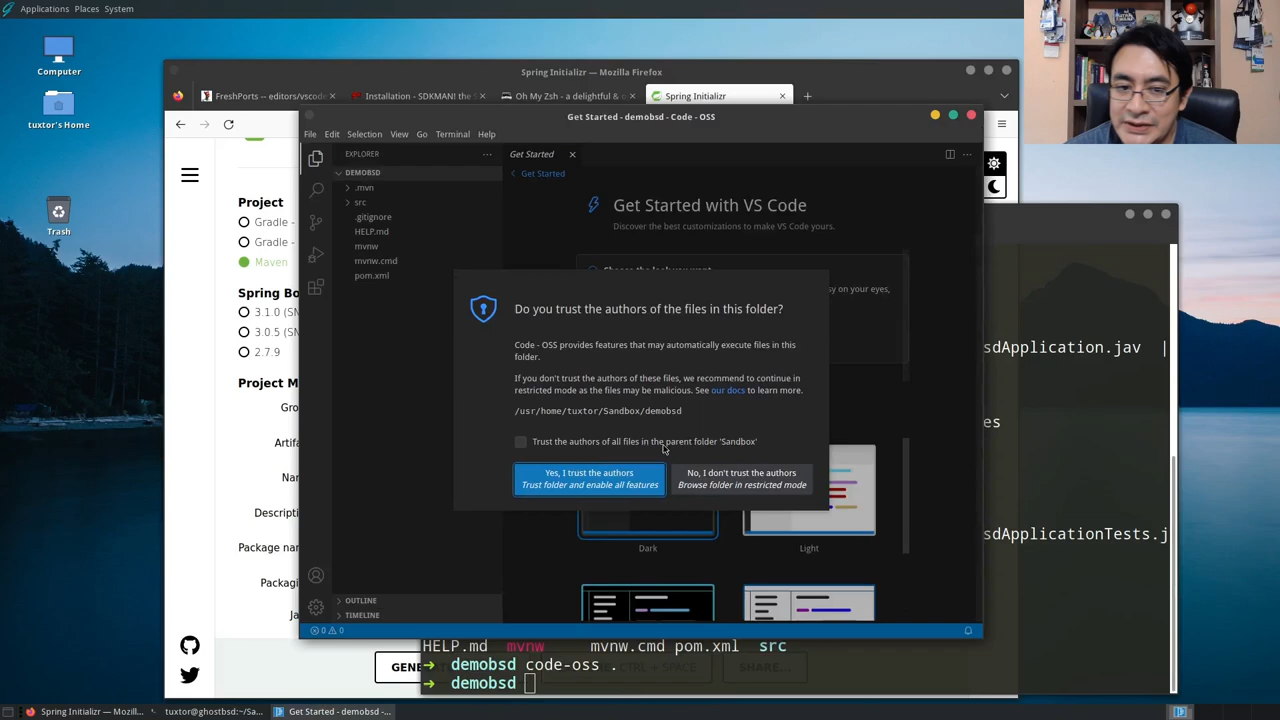 Applications Places System
Computer
tuxtor's Home
Trash
Spring Initializr — Mozilla Firefox
FreshPorts -- editors/vscode
Installation - SDKMAN! the S
Oh My Zsh - a delightful &
Spring Initializr
Project
Gradle -
Gradle -
Maven
Spring Bo
3.1.0 (SN
3.0.5 (SN
2.7.9
Project M
Gro
Artifa
Nan
Descripti
Package nam
Packagi
Ja
GENE
CTRL + SPACE
SHARE...
Get Started - demobsd - Code - OSS
File Edit Selection View Go Terminal Help
EXPLORER
DEMOBSD
.mvn
src
.gitignore
HELP.md
mvnw
mvnw.cmd
pom.xml
OUTLINE
TIMELINE
0 0
Get Started
Get Started
Get Started with VS Code
Discover the best customizations to make VS Code yours.
sy on your eyes,
Do you trust the authors of the files in this folder?
Code - OSS provides features that may automatically execute files in this
folder.
If you don't trust the authors of these files, we recommend to continue in
restricted mode as the files may be malicious. See our docs to learn more.
/usr/home/tuxtor/Sandbox/demobsd
Trust the authors of all files in the parent folder 'Sandbox'
Yes, I trust the authors
Trust folder and enable all features
No, I don't trust the authors
Browse folder in restricted mode
Dark
Light
sdApplication.jav |
es
sdApplicationTests.j
HELP.md mvnw mvnw.cmd pom.xml src
➜ demobsd code-oss .
➜ demobsd
Spring Initializr — Mozill...
tuxtor@ghostbsd:~/Sa...
Get Started - demobsd -...